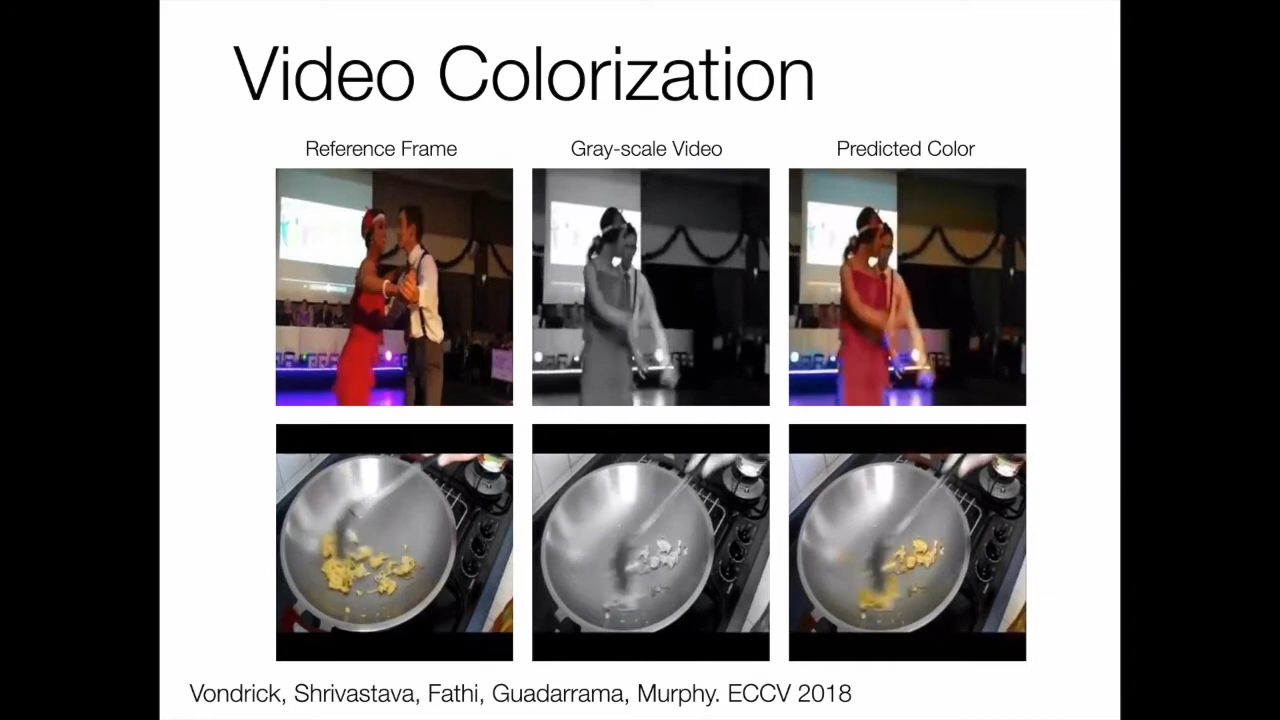 Video Colorization
Reference Frame
Gray-scale Video
Predicted Color
Vondrick, Shrivastava, Fathi, Guadarrama, Murphy. ECCV 2018